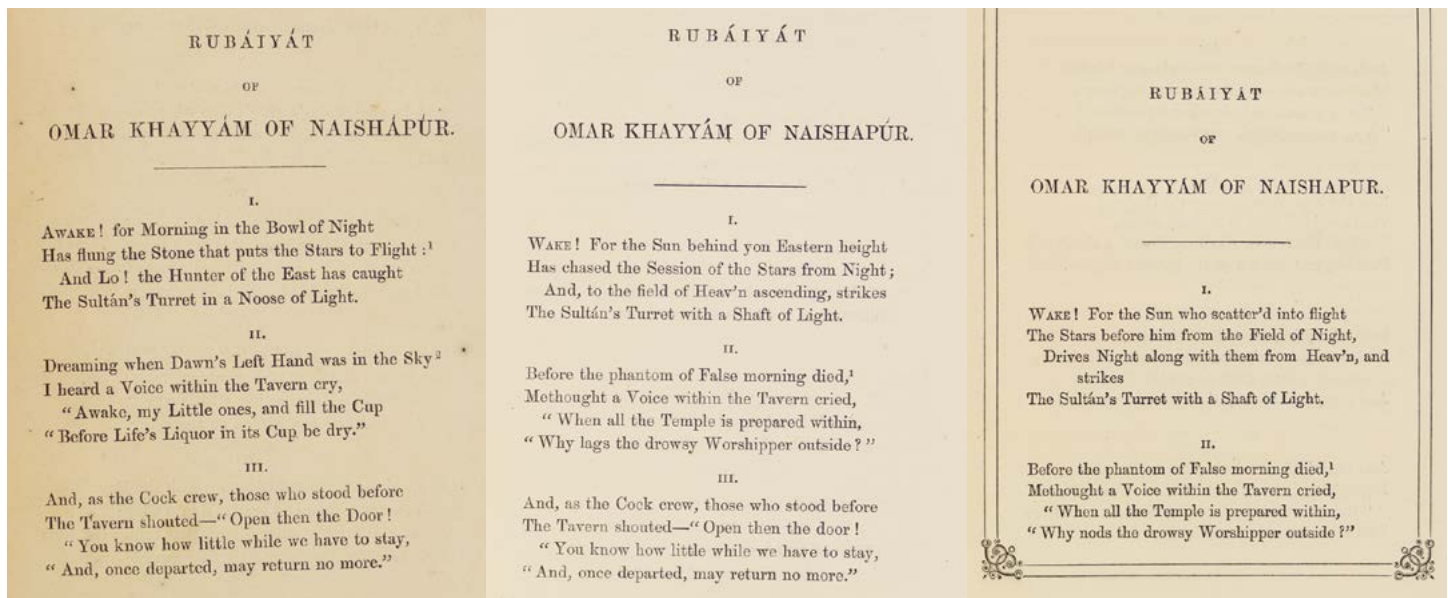 RUBÁIYÁT
OF
OMAR KHAYYÁM OF NAISHÁPÚR.
I.
AWAKE! for Morning in the Bowl of Night
Has flung the Stone that puts the Stars to Flight:¹
And Lo! the Hunter of the East has caught
The Sultán's Turret in a Noose of Light.
II.
Dreaming when Dawn's Left Hand was in the Sky²
I heard a Voice within the Tavern cry,
"Awake, my Little ones, and fill the Cup
"Before Life's Liquor in its Cup be dry."
III.
And, as the Cock crew, those who stood before
The Tavern shouted—"Open then the Door!
"You know how little while we have to stay,
"And, once departed, may return no more."
RUBÁIYÁT
OF
OMAR KHAYYÁM OF NAISHAPÚR.
I.
WAKE! For the Sun behind yon Eastern height
Has chased the Session of the Stars from Night;
And, to the field of Heav'n ascending, strikes
The Sultán's Turret with a Shaft of Light.
II.
Before the phantom of False morning died,¹
Methought a Voice within the Tavern cried,
"When all the Temple is prepared within,
"Why lags the drowsy Worshipper outside?"
III.
And, as the Cock crew, those who stood before
The Tavern shouted—"Open then the door!
"You know how little while we have to stay,
"And, once departed, may return no more."
RUBÁIYÁT
OF
OMAR KHAYYÁM OF NAISHAPUR.
I.
WAKE! For the Sun who scatter'd into flight
The Stars before him from the Field of Night,
Drives Night along with them from Heav'n, and
strikes
The Sultán's Turret with a Shaft of Light.
II.
Before the phantom of False morning died,¹
Methought a Voice within the Tavern cried,
"When all the Temple is prepared within,
"Why nods the drowsy Worshipper outside?"